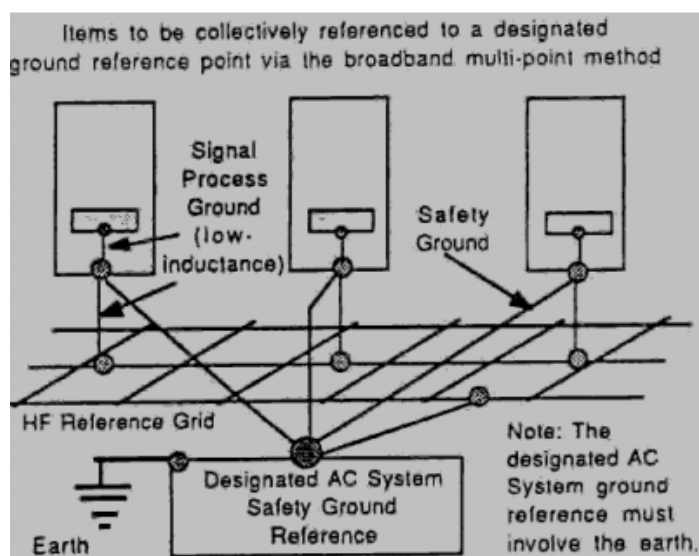 Items to be collectively referenced to a designated
ground reference point via the broadband multi-point method
Signal
Process
Ground
(low-
inductance)
Safety
Ground
HF Reference Grid
Designated AC System
Safety Ground
Reference
Earth
Note: The
designated AC
System ground
reference must
involve the earth